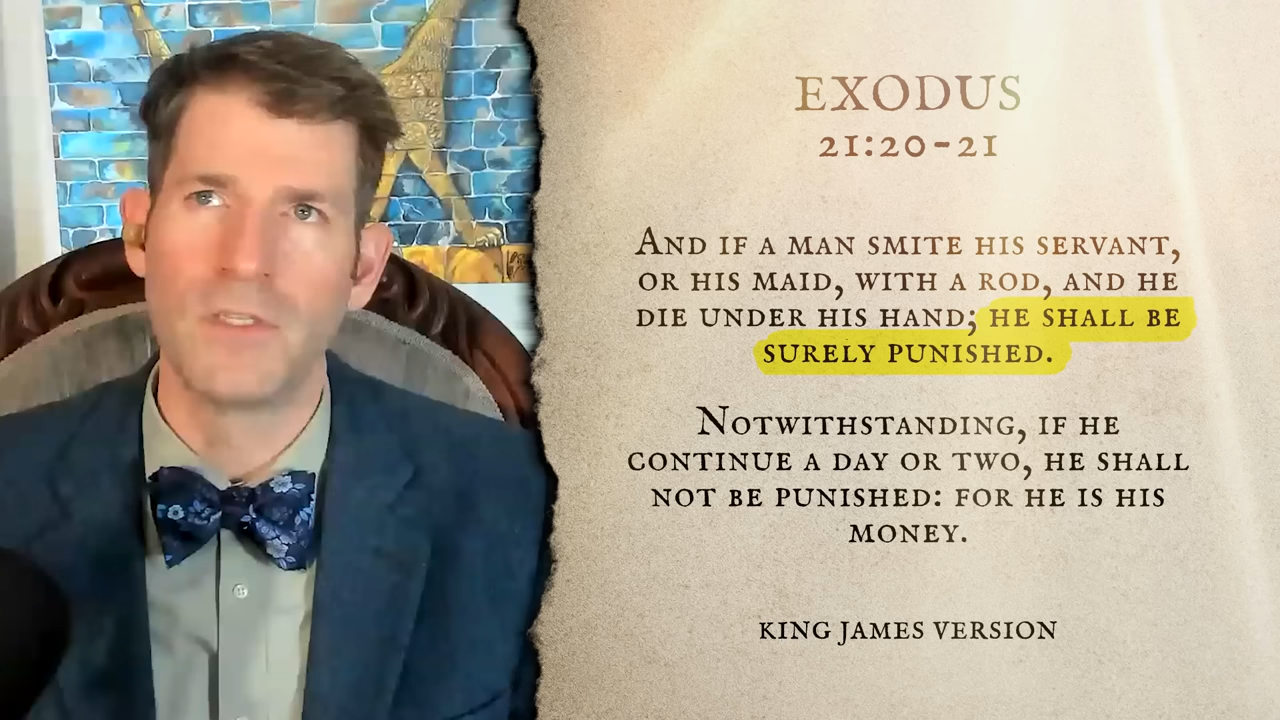 EXODUS
21:20-21
AND IF A MAN SMITE HIS SERVANT,
OR HIS MAID, WITH A ROD, AND HE
DIE UNDER HIS HAND; HE SHALL BE
SURELY PUNISHED.
NOTWITHSTANDING, IF HE
CONTINUE A DAY OR TWO, HE SHALL
NOT BE PUNISHED: FOR HE IS HIS
MONEY.
KING JAMES VERSION